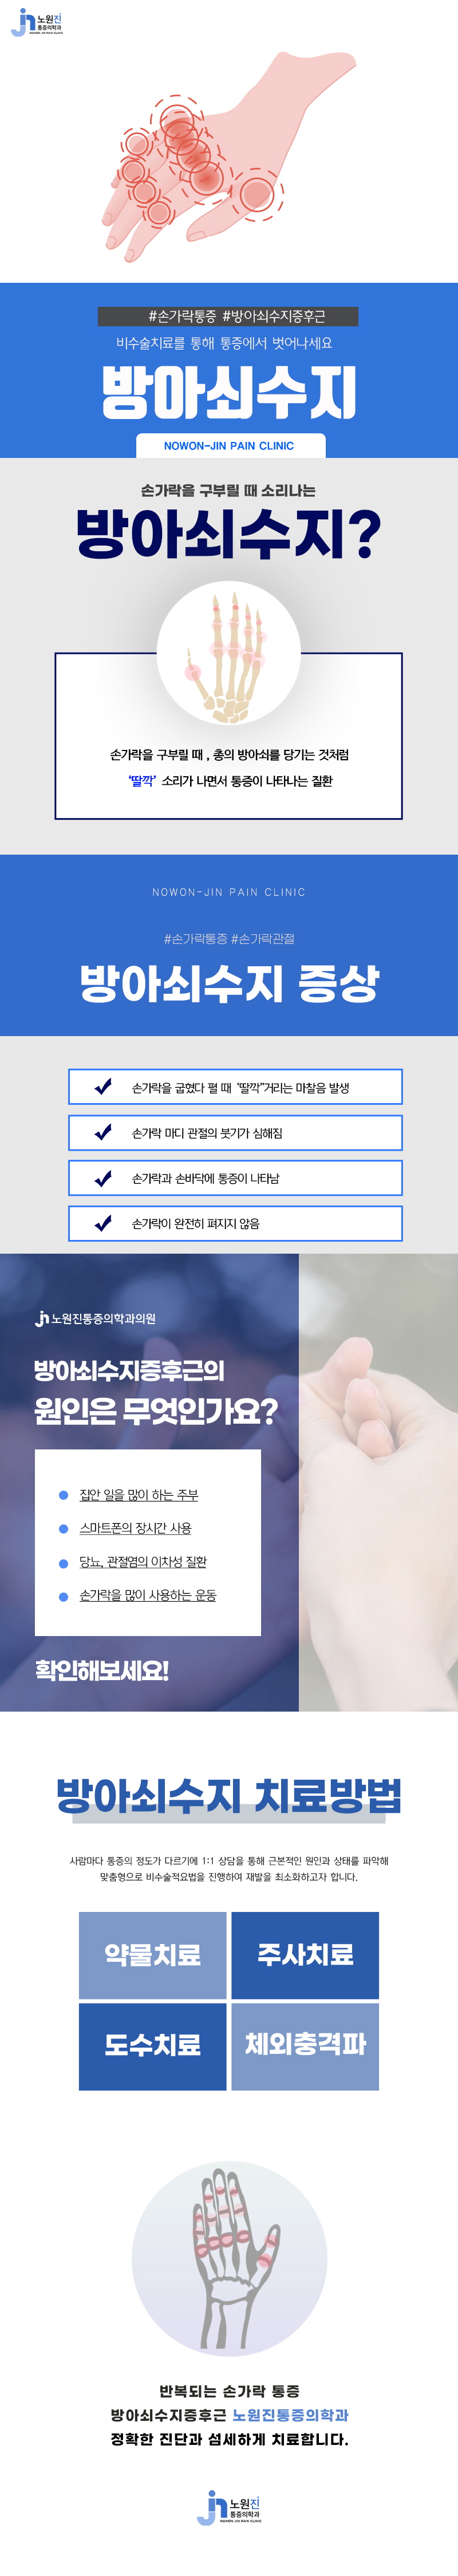 노원진
통증의학과
NOWON JIN PAIN CLINIC
#손가락통증 #방아쇠수지증후근
비수술치료를 통해 통증에서 벗어나세요
방아쇠수지
NOWON-JIN PAIN CLINIC
손가락을 구부릴 때 소리나는
방아쇠수지?
손가락을 구부릴 때 , 총의 방아쇠를 당기는 것처럼
‘딸깍’ 소리가 나면서 통증이 나타나는 질환
NOWON-JIN PAIN CLINIC
#손가락통증 #손가락관절
방아쇠수지 증상
손가락을 굽혔다 펼 때 ‘딸깍”거리는 마찰음 발생
손가락 마디 관절의 붓기가 심해짐
손가락과 손바닥에 통증이 나타남
손가락이 완전히 펴지지 않음
노원진통증의학과의원
방아쇠수지증후근의
원인은 무엇인가요?
집안 일을 많이 하는 주부
스마트폰의 장시간 사용
당뇨, 관절염의 이차성 질환
손가락을 많이 사용하는 운동
확인해보세요!
방아쇠수지 치료방법
사람마다 통증의 정도가 다르기에 1:1 상담을 통해 근본적인 원인과 상태를 파악해
맞춤형으로 비수술적요법을 진행하여 재발을 최소화하고자 합니다.
약물치료
주사치료
도수치료
체외충격파
반복되는 손가락 통증
방아쇠수지증후근 노원진통증의학과
정확한 진단과 섬세하게 치료합니다.
노원진
통증의학과
NOWON JIN PAIN CLINIC